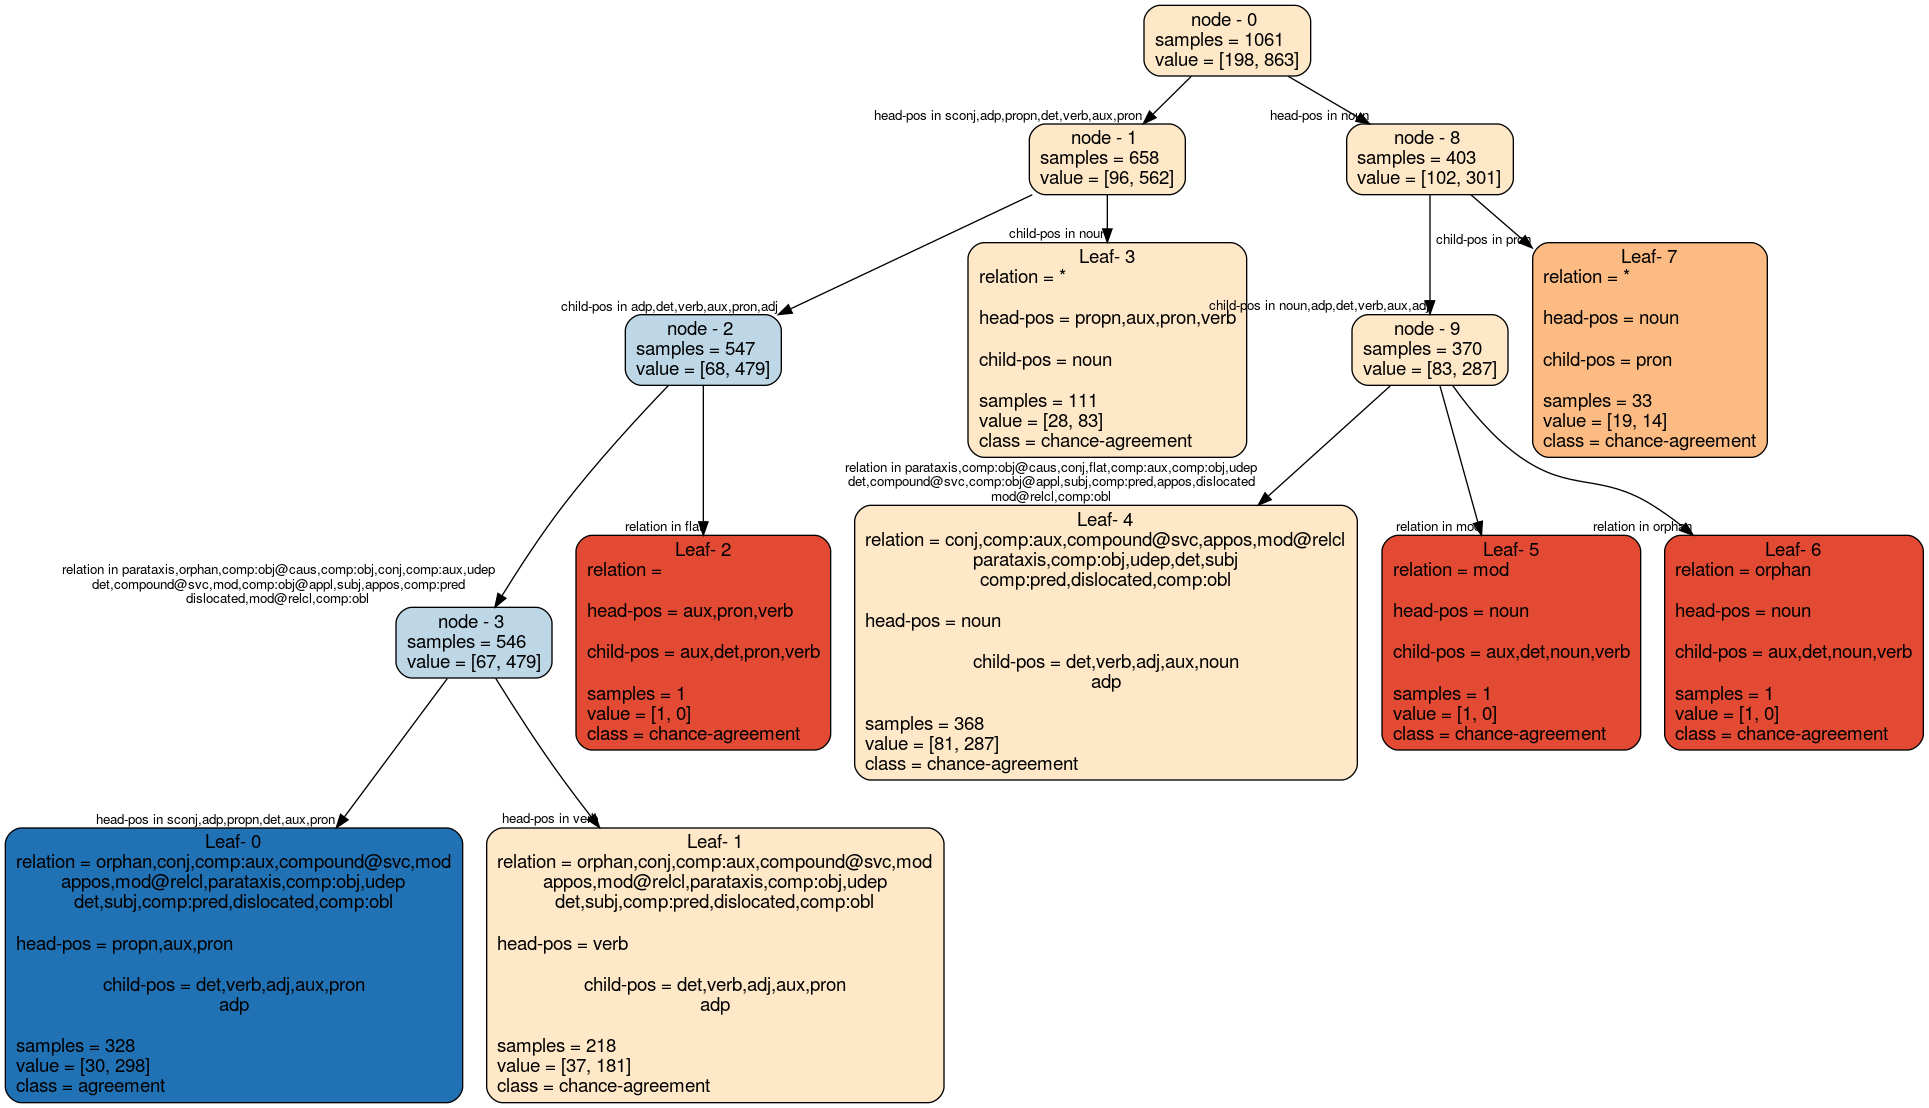 node - 0
samples = 1061
value = [198, 863]
head-pos in sconj,adp,propn,det,verb,aux,pron
head-pos in noun
node - 1
samples = 658
value = [96, 562]
node - 8
samples = 403
value = [102, 301]
child-pos in adp,det,verb,aux,pron,adj
child-pos in noun
child-pos in noun,adp,det,verb,aux,adj
child-pos in pron
node - 2
samples = 547
value = [68, 479]
Leaf- 3
relation = *
head-pos = propn,aux,pron,verb
child-pos = noun
samples = 111
value = [28, 83]
class = chance-agreement
node - 9
samples = 370
value = [83, 287]
Leaf- 7
relation = *
head-pos = noun
child-pos = pron
samples = 33
value = [19, 14]
class = chance-agreement
relation in parataxis,orphan,comp:obj@caus,comp:obj,conj,comp:aux,udep
det,compound@svc,mod,comp:obj@appl,subj,appos,comp:pred
dislocated,mod@relcl,comp:obl
relation in flat
relation in parataxis,comp:obj@caus,conj,flat,comp:aux,comp:obj,udep
det,compound@svc,comp:obj@appl,subj,comp:pred,appos,dislocated
mod@relcl,comp:obl
relation in mod
relation in orphan
node - 3
samples = 546
value = [67, 479]
Leaf- 2
relation =
head-pos = aux,pron,verb
child-pos = aux,det,pron,verb
samples = 1
value = [1, 0]
class = chance-agreement
Leaf- 4
relation = conj,comp:aux,compound@svc,appos,mod@relcl
parataxis,comp:obj,udep,det,subj
comp:pred,dislocated,comp:obl
head-pos = noun
child-pos = det,verb,adj,aux,noun
adp
samples = 368
value = [81, 287]
class = chance-agreement
Leaf- 5
relation = mod
head-pos = noun
child-pos = aux,det,noun,verb
samples = 1
value = [1, 0]
class = chance-agreement
Leaf- 6
relation = orphan
head-pos = noun
child-pos = aux,det,noun,verb
samples = 1
value = [1, 0]
class = chance-agreement
head-pos in sconj,adp,propn,det,aux,pron
head-pos in verb
Leaf- 0
relation = orphan,conj,comp:aux,compound@svc,mod
appos,mod@relcl,parataxis,comp:obj,udep
det,subj,comp:pred,dislocated,comp:obl
head-pos = propn,aux,pron
child-pos = det,verb,adj,aux,pron
adp
samples = 328
value = [30, 298]
class = agreement
Leaf- 1
relation = orphan,conj,comp:aux,compound@svc,mod
appos,mod@relcl,parataxis,comp:obj,udep
det,subj,comp:pred,dislocated,comp:obl
head-pos = verb
child-pos = det,verb,adj,aux,pron
adp
samples = 218
value = [37, 181]
class = chance-agreement